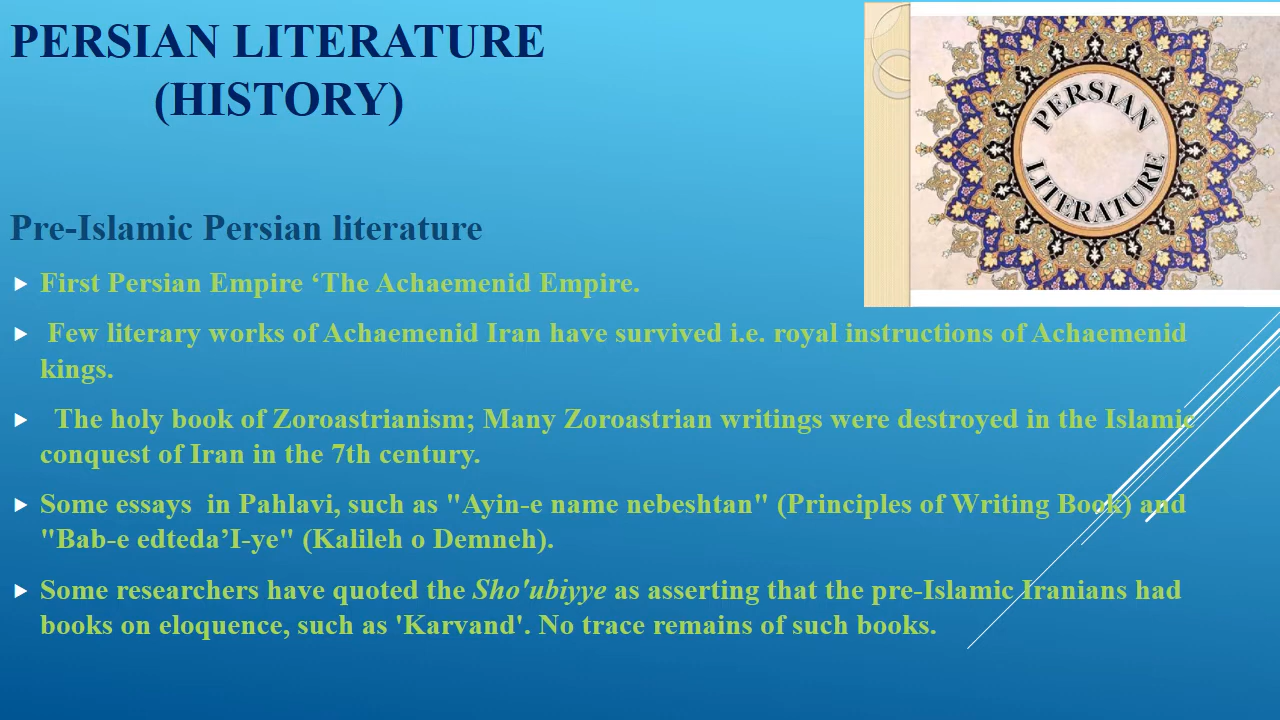 PERSIAN LITERATURE
(HISTORY)
PERSIAN
LITERATURE
Pre-Islamic Persian literature
First Persian Empire ‘The Achaemenid Empire.
Few literary works of Achaemenid Iran have survived i.e. royal instructions of Achaemenid
kings.
The holy book of Zoroastrianism; Many Zoroastrian writings were destroyed in the Islamic
conquest of Iran in the 7th century.
Some essays in Pahlavi, such as "Ayin-e name nebeshtan" (Principles of Writing Book) and
"Bab-e edteda’I-ye" (Kalileh o Demneh).
Some researchers have quoted the Sho'ubiyye as asserting that the pre-Islamic Iranians had
books on eloquence, such as 'Karvand'. No trace remains of such books.